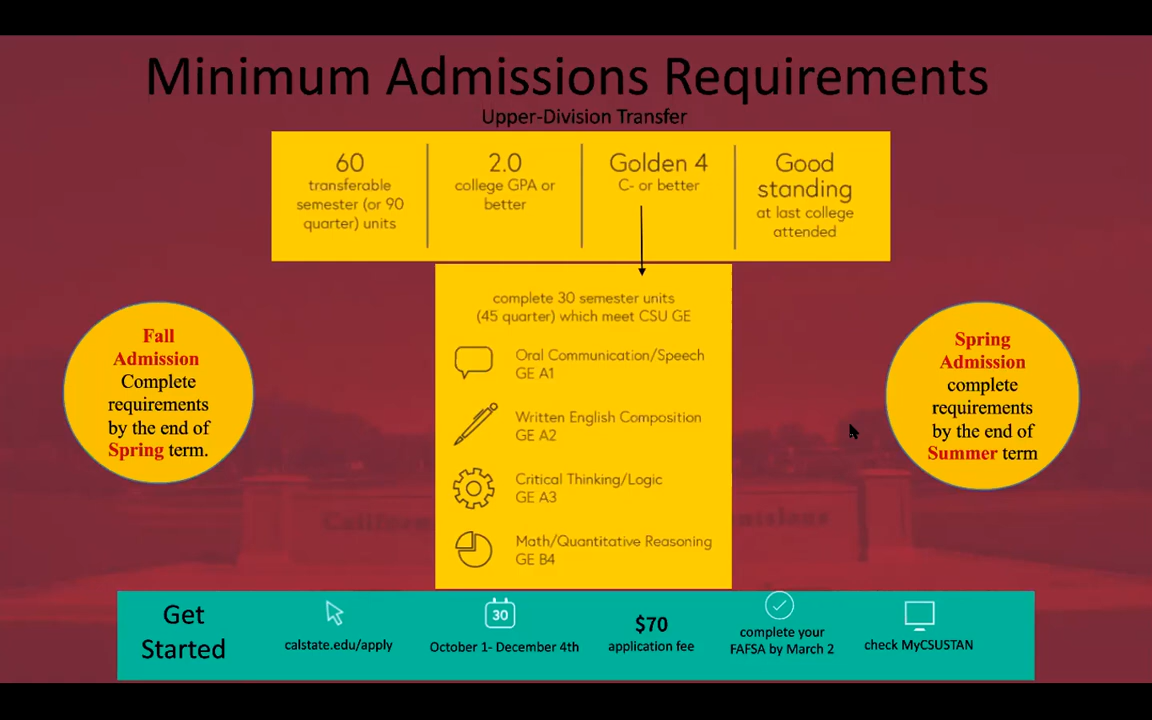 Minimum Admissions Requirements
Upper-Division Transfer
60
transferable
semester (or 90
quarter) units
2.0
college GPA or
better
Golden 4
C- or better
Good
standing
at last college
attended
complete 30 semester units
(45 quarter) which meet CSU GE
Oral Communication/Speech
GE A1
Written English Composition
GE A2
Critical Thinking/Logic
GE A3
Math/Quantitative Reasoning
GE B4
Fall
Admission
Complete
requirements
by the end of
Spring term.
Spring
Admission
complete
requirements
by the end of
Summer term
Get
Started
calstate.edu/apply
30
October 1- December 4th
$70
application fee
complete your
FAFSA by March 2
check MyCSUSTAN